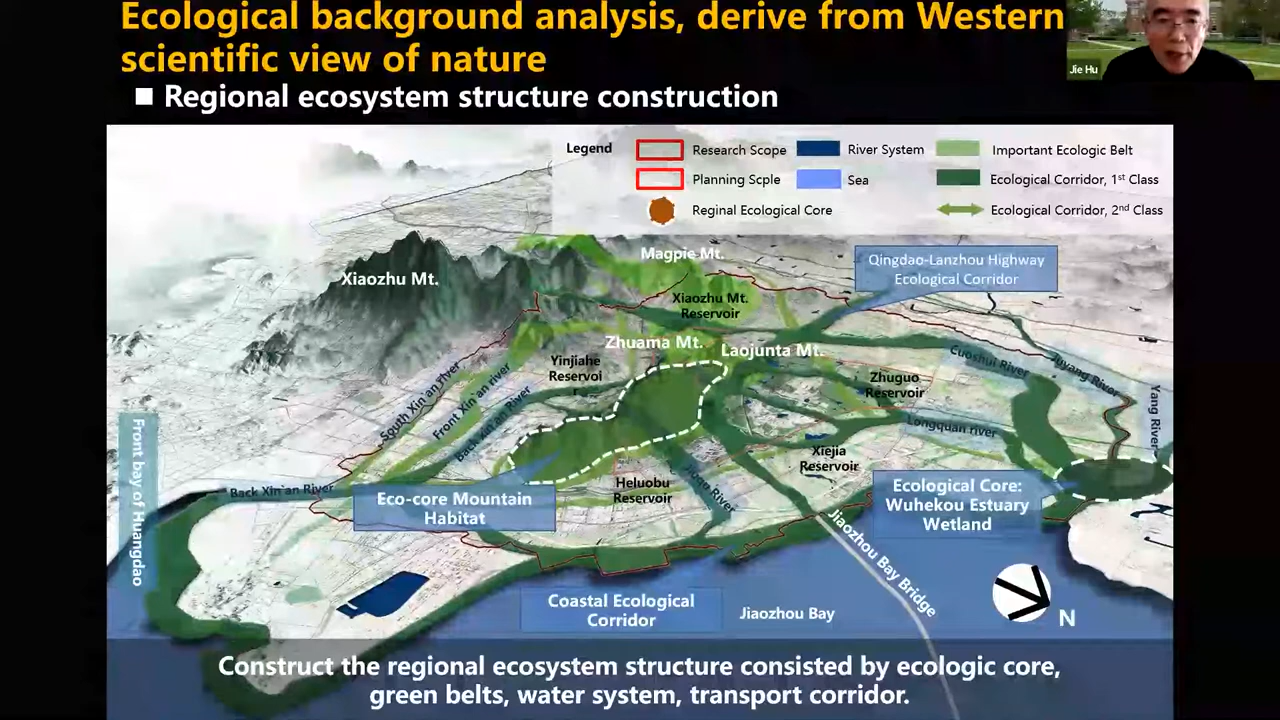 Ecological background analysis, derive from Western
scientific view of nature
Jie Hu
■ Regional ecosystem structure construction
Legend
Research Scope
River System
Important Ecologic Belt
Planning Scple
Sea
Ecological Corridor, 1st Class
Reginal Ecological Core
Ecological Corridor, 2nd Class
Magpie Mt.
Qingdao-Lanzhou Highway
Ecological Corridor
Xiaozhu Mt.
Xiaozhu Mt.
Reservoir
Zhuama Mt.
Laojunta Mt.
Yinjiahe
Reservoi
Cuoshui River
Juyang River
Zhuguo
Reservoir
Yang River
South Xin'an river
Front Xin'an river
Back Xin'an River
Longquan river
Front bay of Huangdao
Xiejia
Reservoir
Back Xin'an River
Eco-core Mountain
Habitat
Heluobu
Reservoir
River
Ecological Core:
Wuhekou Estuary
Wetland
Jiaozhou Bay Bridge
Coastal Ecological
Corridor
Jiaozhou Bay
N
Construct the regional ecosystem structure consisted by ecologic core,
green belts, water system, transport corridor.